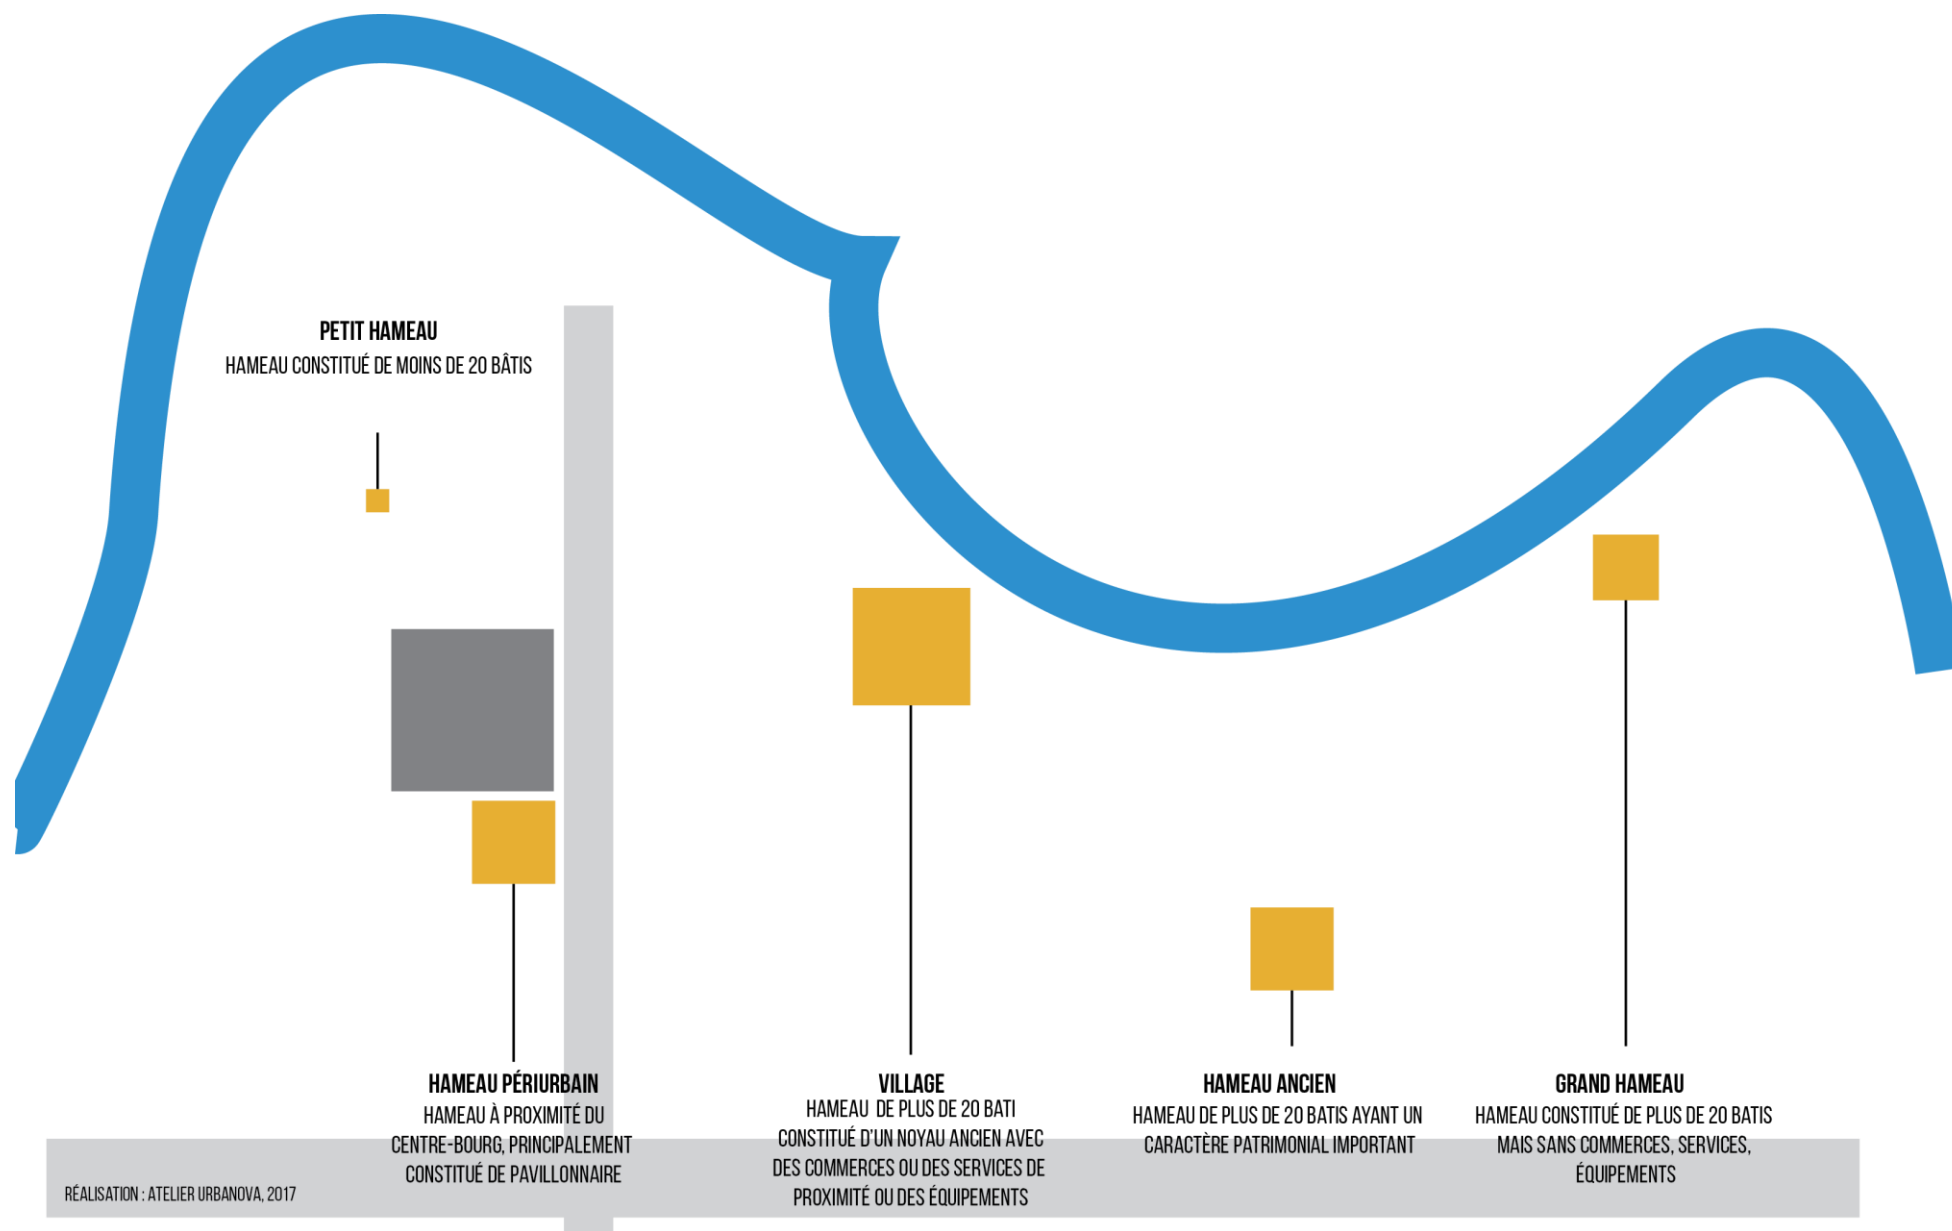 PETIT HAMEAU
HAMEAU CONSTITUÉ DE MOINS DE 20 BÂTIS
HAMEAU PÉRIURBAIN
HAMEAU À PROXIMITÉ DU
CENTRE-BOURG, PRINCIPALEMENT
CONSTITUÉ DE PAVILLONNAIRE
VILLAGE
HAMEAU DE PLUS DE 20 BATI
CONSTITUÉ D'UN NOYAU ANCIEN AVEC
DES COMMERCES OU DES SERVICES DE
PROXIMITÉ OU DES ÉQUIPEMENTS
HAMEAU ANCIEN
HAMEAU DE PLUS DE 20 BATIS AYANT UN
CARACTÈRE PATRIMONIAL IMPORTANT
GRAND HAMEAU
HAMEAU CONSTITUÉ DE PLUS DE 20 BATIS
MAIS SANS COMMERCES, SERVICES,
ÉQUIPEMENTS
RÉALISATION : ATELIER URBANOVA, 2017